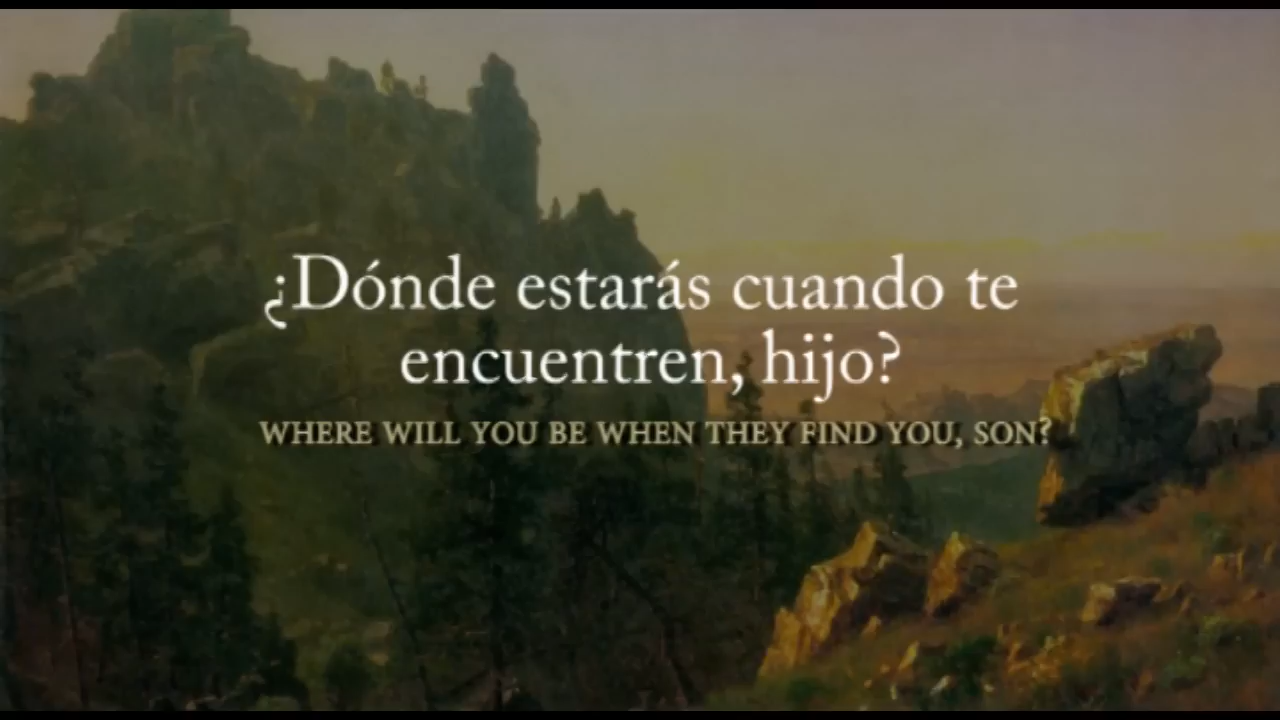 ¿Dónde estarás cuando te
encuentren, hijo?
WHERE WILL YOU BE WHEN THEY FIND YOU, SON?